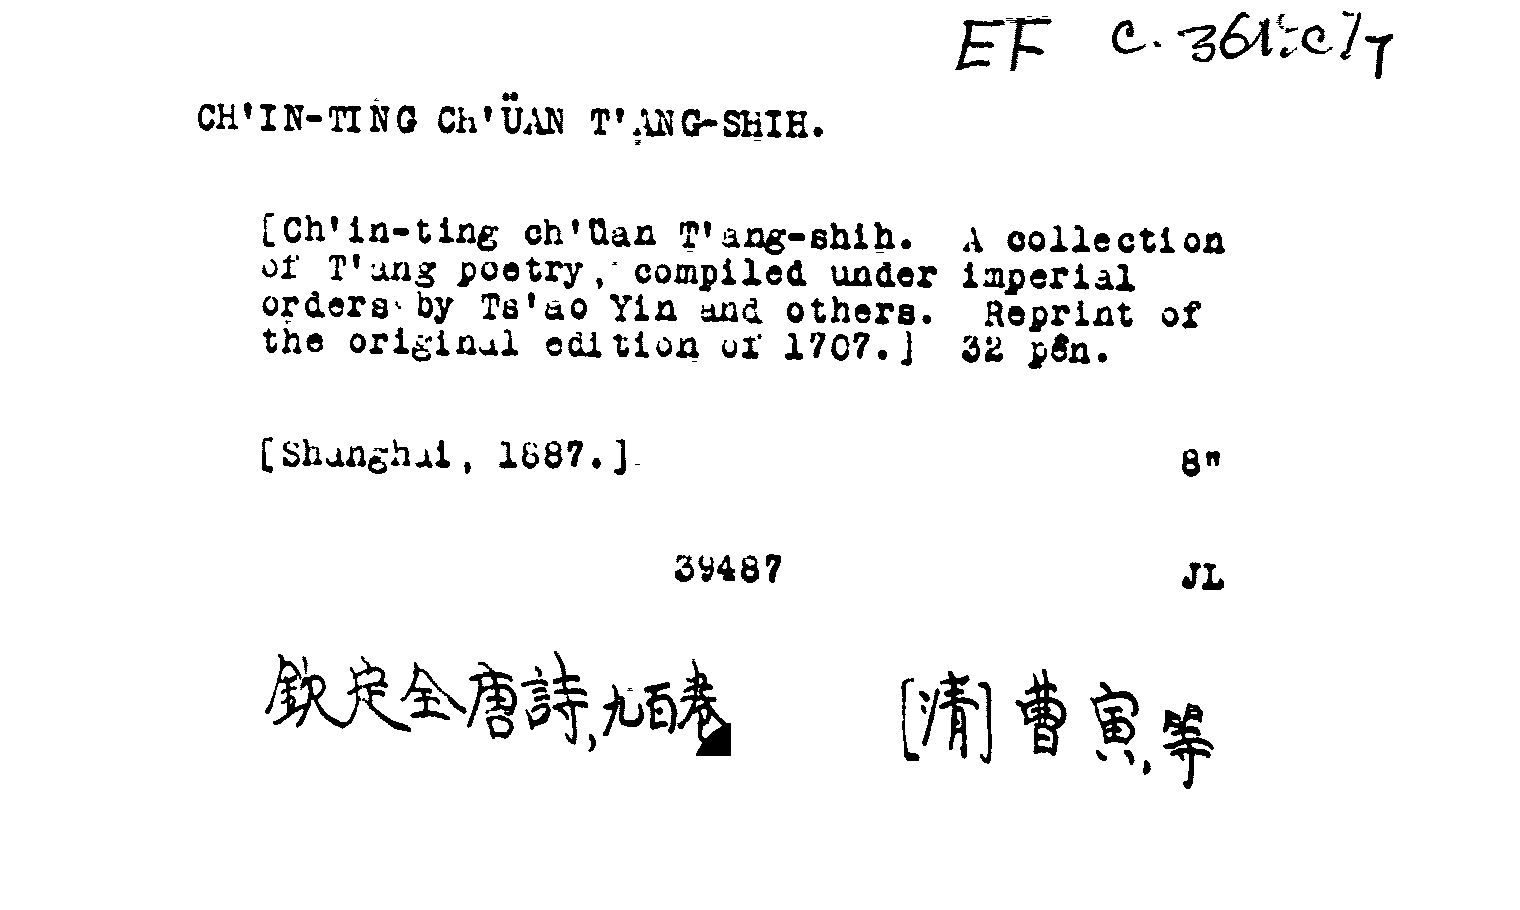 EF C. 361. c/7
CH'IN-TING Ch'ÜAN T'ANG-SHIH.
[Ch'in-ting ch'üan T'ang-shih. A collection
of T'ang poetry, compiled under imperial
orders by Ts'ao Yin and others. Reprint of
the original edition of 1707.] 32 pên.
[Shanghai, 1887.] 8"
39487 JL
欽定全唐詩,九百卷 [清]曹寅,等